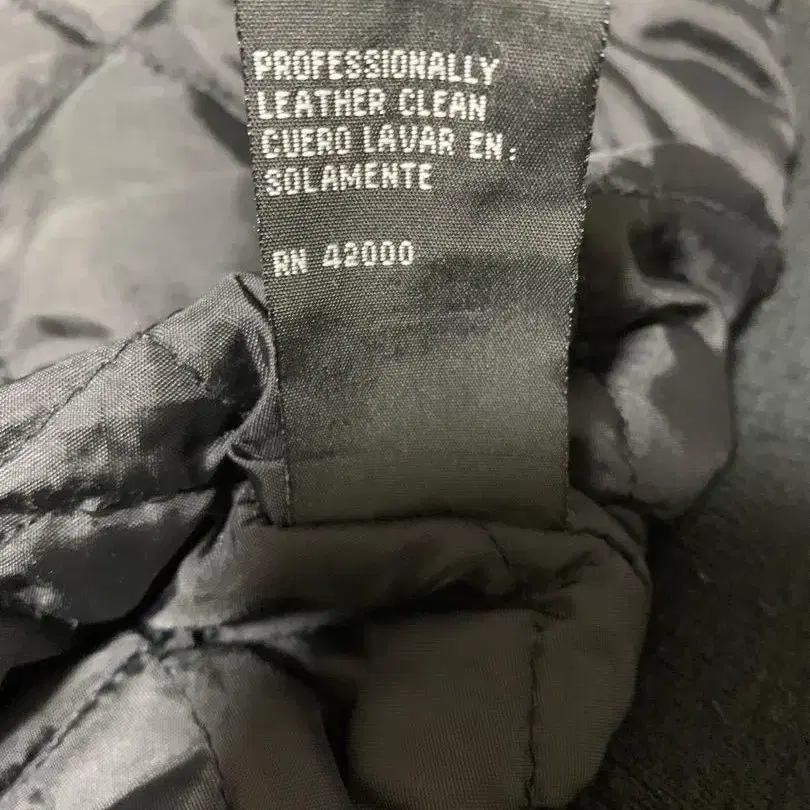 PROFESSIONALLY
LEATHER CLEAN
CUERO LAVAR EN:
SOLAMENTE
RN 42000